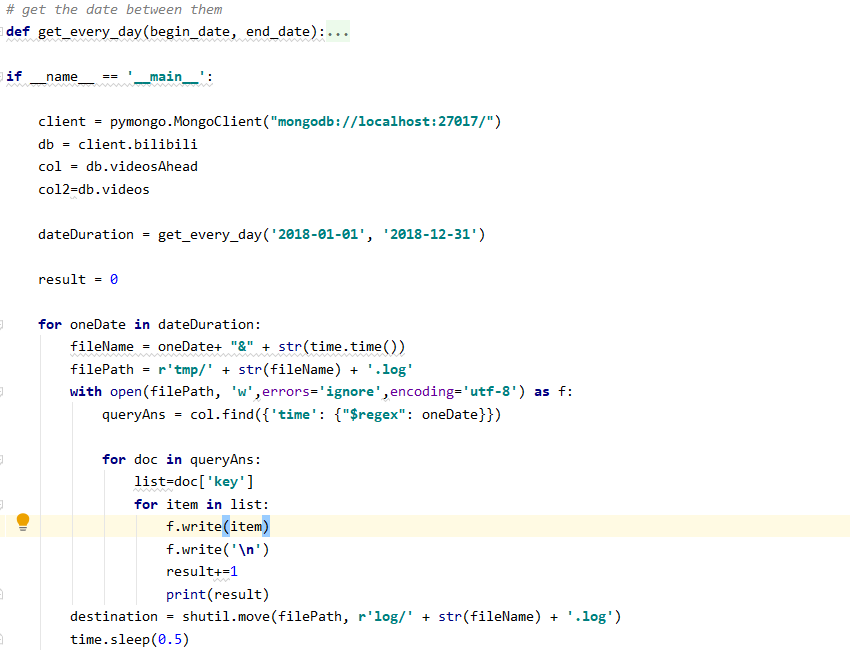 # get the date between them
def get_every_day(begin_date, end_date):...
if __name__ == '__main__':
    client = pymongo.MongoClient("mongodb://localhost:27017/")
    db = client.bilibili
    col = db.videosAhead
    col2=db.videos
    dateDuration = get_every_day('2018-01-01', '2018-12-31')
    result = 0
    for oneDate in dateDuration:
        fileName = oneDate+ "&" + str(time.time())
        filePath = r'tmp/' + str(fileName) + '.log'
        with open(filePath, 'w',errors='ignore',encoding='utf-8') as f:
            queryAns = col.find({'time': {"$regex": oneDate}})
            for doc in queryAns:
                list=doc['key']
                for item in list:
                    f.write(item)
                    f.write('\n')
                    result+=1
                    print(result)
        destination = shutil.move(filePath, r'log/' + str(fileName) + '.log')
        time.sleep(0.5)